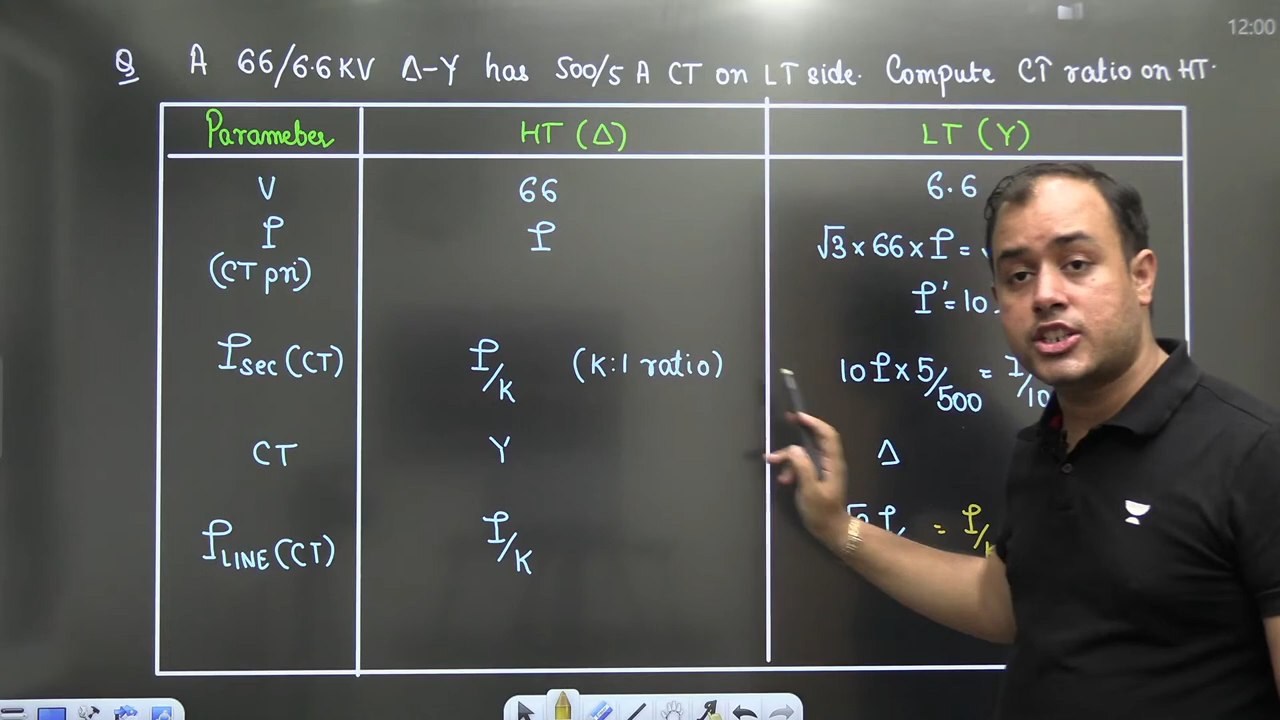 12:00
Q A 66/6.6 KV Δ-Y has 500/5 A CT on LT side. Compute CT ratio on HT.
Parameber HT (Δ) LT (Y)
V 66 6.6
I I √3 × 66 × I =
(CT pri) I' = 10
Isec (CT) I/K (K:1 ratio) 10I × 5/500 = I/10
CT Y Δ
ILINE (CT) I/K = I/K